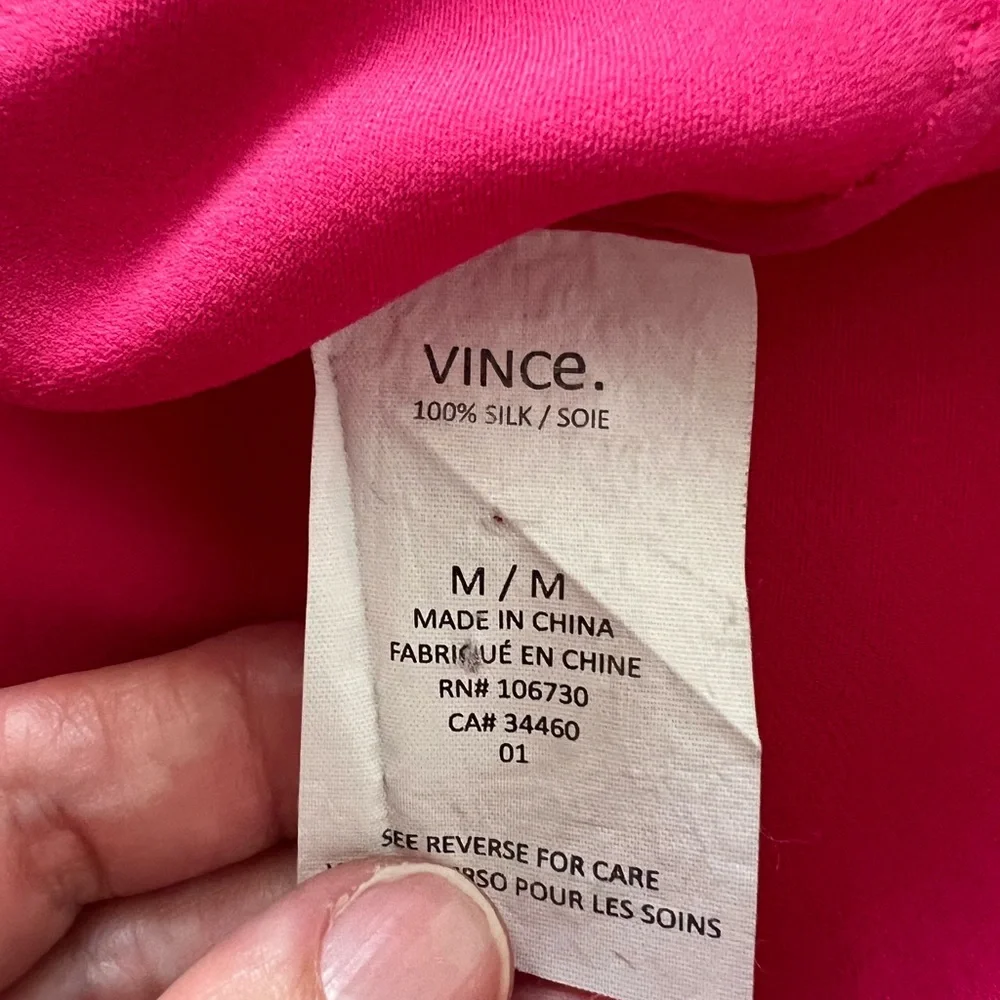 VINCe.
100% SILK / SOIE
M / M
MADE IN CHINA
FABRIQUÉ EN CHINE
RN# 106730
CA# 34460
01
SEE REVERSE FOR CARE
POUR LES SOINS